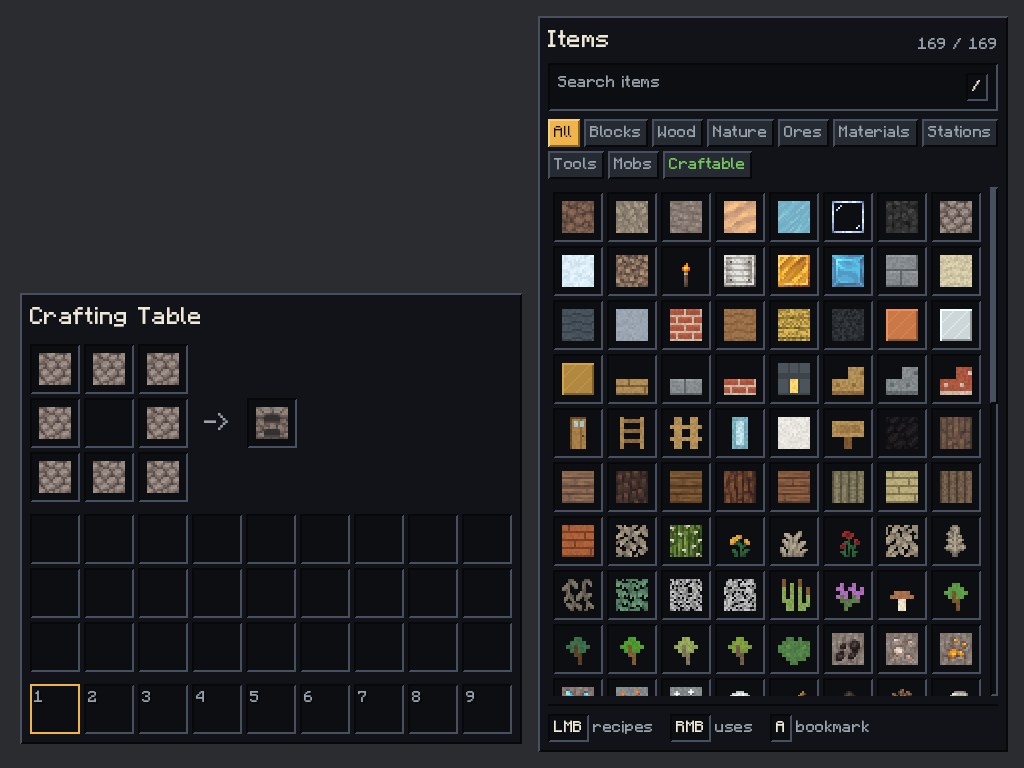 Items
169 / 169
Search items
/
All
Blocks
Wood
Nature
Ores
Materials
Stations
Tools
Mobs
Craftable
Crafting Table
1
2
3
4
5
6
7
8
9
LMB recipes
RMB uses
A bookmark